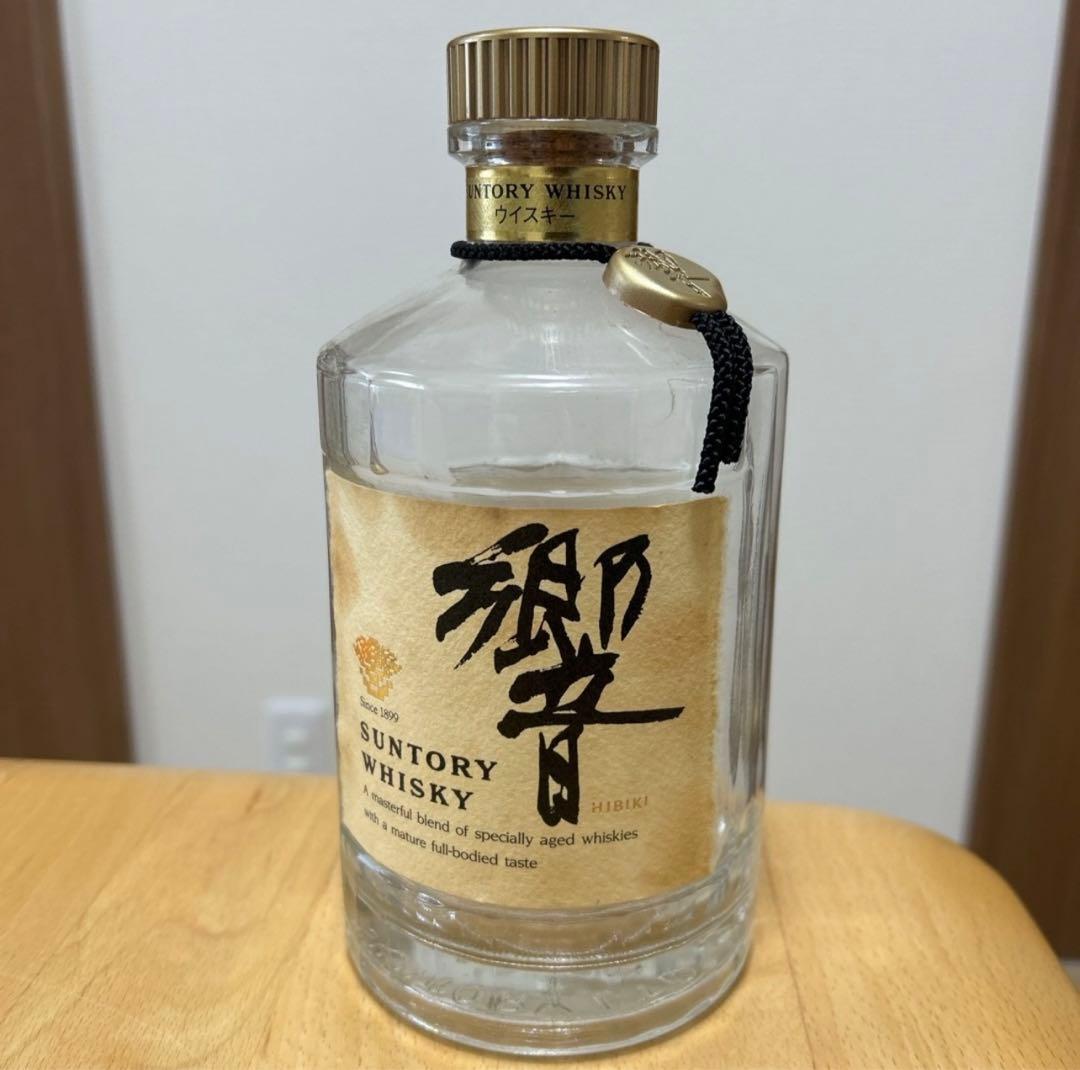 SUNTORY WHISKY
ウイスキー
響
Since 1899
SUNTORY
WHISKY
HIBIKI
A masterful blend of specially aged whiskies
with a mature full-bodied taste